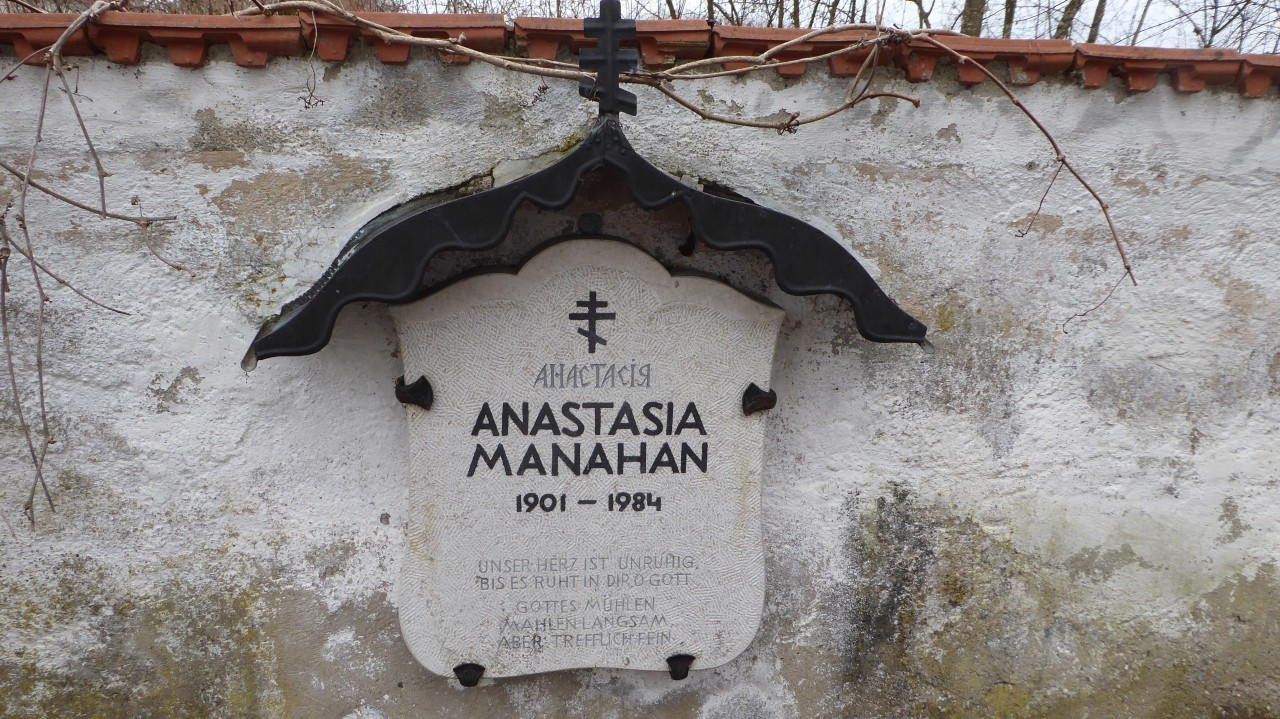 АНАСТАСІЯ
ANASTASIA
MANAHAN
1901 – 1984
UNSER HERZ IST UNRUHIG,
BIS ES RUHT IN DIR, O GOTT.
GOTTES MÜHLEN
MAHLEN LANGSAM,
ABER TREFFLICH FEIN.